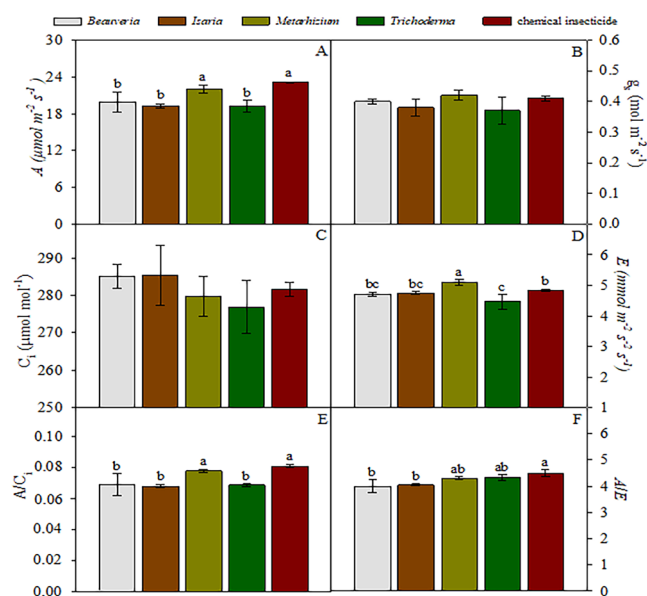 Beauveria Izaria Metarhizium Trichoderma chemical insecticide
A
30
24
18
12
6
0
A (µmol m-2 s-1)
b b a b a
B
0.6
0.5
0.4
0.3
0.2
0.1
0.0
gs (mol m-2 s-1)
C
290
280
270
260
250
Ci (µmol mol-1)
D
6
5
4
3
2
1
E (mmol m-2 s-2 s-1)
bc bc a c b
E
0.10
0.08
0.06
0.04
0.02
0.00
A/Ci
b b a b a
F
5
4
3
2
1
0
A/E
b b ab ab a